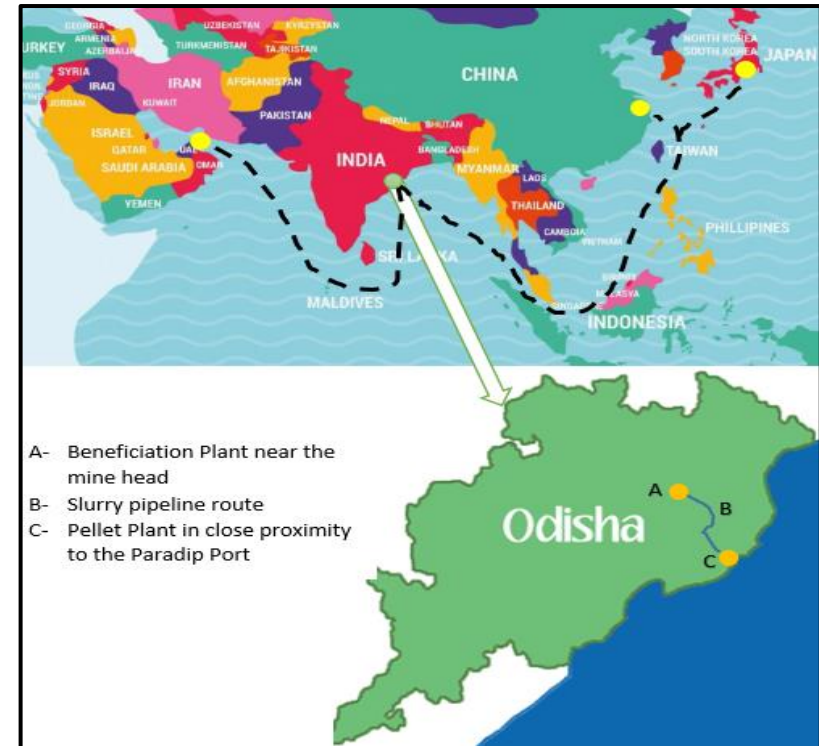 GEORGIA
ARMENIA
AZERBAIJAN
UZBEKISTAN
KYRGYZSTAN
TURKMENISTAN
TAJIKISTAN
NORTH KOREA
SOUTH KOREA
JAPAN
URKEY
SYRIA
IRAQ
IRAN
AFGHANISTAN
CHINA
JORDAN
KUWAIT
PAKISTAN
NEPAL
BHUTAN
ISRAEL
QATAR
SAUDI ARABIA
OMAN
INDIA
BANGLADESH
MYANMAR
LAOS
TAIWAN
YEMEN
THAILAND
CAMBODIA
VIETNAM
PHILLIPINES
SRI LANKA
MALDIVES
INDONESIA
A- Beneficiation Plant near the
mine head
B- Slurry pipeline route
C- Pellet Plant in close proximity
to the Paradip Port
Odisha
A
B
C